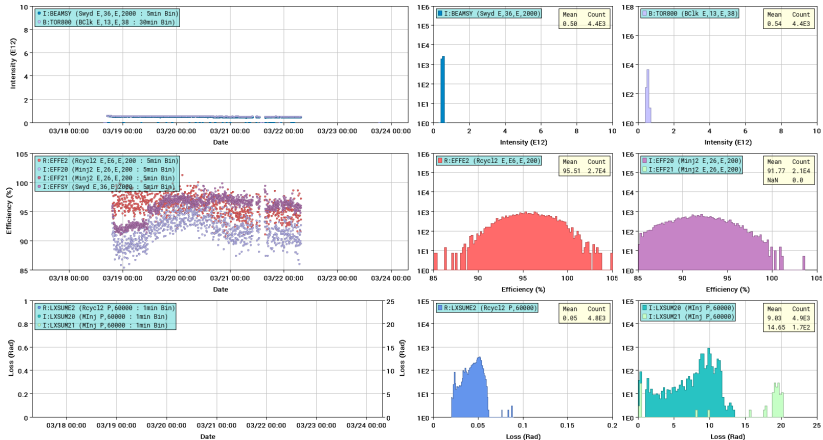 I:BEAMSY (Swyd E,36,E,2000 : 5min Bin)
B:TOR800 (BClk E,13,E,38 : 30min Bin)
Intensity (E12)
10
8
6
4
2
0
03/18 00:00 03/19 00:00 03/20 00:00 03/21 00:00 03/22 00:00 03/23 00:00 03/24 00:00
Date
I:BEAMSY (Swyd E,36,E,2000)
Mean Count
0.50 4.4E3
1E6
1E5
1E4
1E3
1E2
1E1
1E0
0 2 4 6 8 10
Intensity (E12)
B:TOR800 (BClk E,13,E,38)
Mean Count
0.54 4.4E3
1E8
1E6
1E4
1E2
1E0
0 2 4 6 8 10
Intensity (E12)
R:EFFE2 (Rcycl2 E,E6,E,200 : 5min Bin)
I:EFF20 (Minj2 E,26,E,200 : 5min Bin)
I:EFF21 (Minj2 E,26,E,200 : 5min Bin)
I:EFFSY (Swyd E,36,E,2000 : 5min Bin)
Efficiency (%)
105
100
95
90
85
03/18 00:00 03/19 00:00 03/20 00:00 03/21 00:00 03/22 00:00 03/23 00:00 03/24 00:00
Date
R:EFFE2 (Rcycl2 E,E6,E,200)
Mean Count
95.51 2.7E4
1E6
1E5
1E4
1E3
1E2
1E1
1E0
85 90 95 100 105
Efficiency (%)
I:EFF20 (Minj2 E,26,E,200)
I:EFF21 (Minj2 E,26,E,200)
Mean Count
91.77 2.1E4
NaN 0.0
1E6
1E5
1E4
1E3
1E2
1E1
1E0
85 90 95 100 105
Efficiency (%)
R:LXSUME2 (Rcycl2 P,60000 : 1min Bin)
I:LXSUM20 (MInj P,60000 : 1min Bin)
I:LXSUM21 (MInj P,60000 : 1min Bin)
Loss (Rad)
1
0.8
0.6
0.4
0.2
0
25
20
15
10
5
0
Loss (Rad)
03/18 00:00 03/19 00:00 03/20 00:00 03/21 00:00 03/22 00:00 03/23 00:00 03/24 00:00
Date
R:LXSUME2 (Rcycl2 P,60000)
Mean Count
0.05 4.8E3
1E5
1E4
1E3
1E2
1E1
1E0
0 0.05 0.1 0.15 0.2
Loss (Rad)
I:LXSUM20 (MInj P,60000)
I:LXSUM21 (MInj P,60000)
Mean Count
9.03 4.9E3
14.65 1.7E2
1E5
1E4
1E3
1E2
1E1
1E0
0 5 10 15 20 25
Loss (Rad)